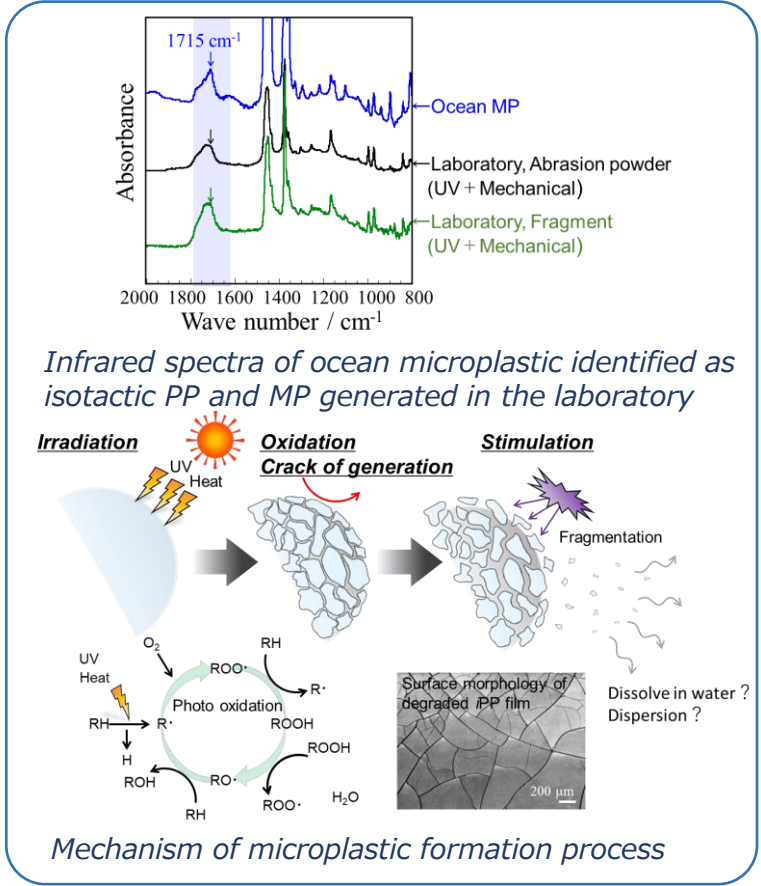 1715 cm-1
Absorbance
Ocean MP
Laboratory, Abrasion powder
(UV + Mechanical)
Laboratory, Fragment
(UV + Mechanical)
2000 1800 1600 1400 1200 1000 800
Wave number / cm-1
Infrared spectra of ocean microplastic identified as
isotactic PP and MP generated in the laboratory
Irradiation
UV
Heat
Oxidation
Crack of generation
Stimulation
Fragmentation
Dissolve in water ?
Dispersion ?
O2
UV
Heat
RH
R·
H
ROO·
RH
R·
Photo oxidation
ROOH
ROOH
RO·
ROH
RH
ROO·
H2O
Surface morphology of
degraded iPP film
200 μm
Mechanism of microplastic formation process